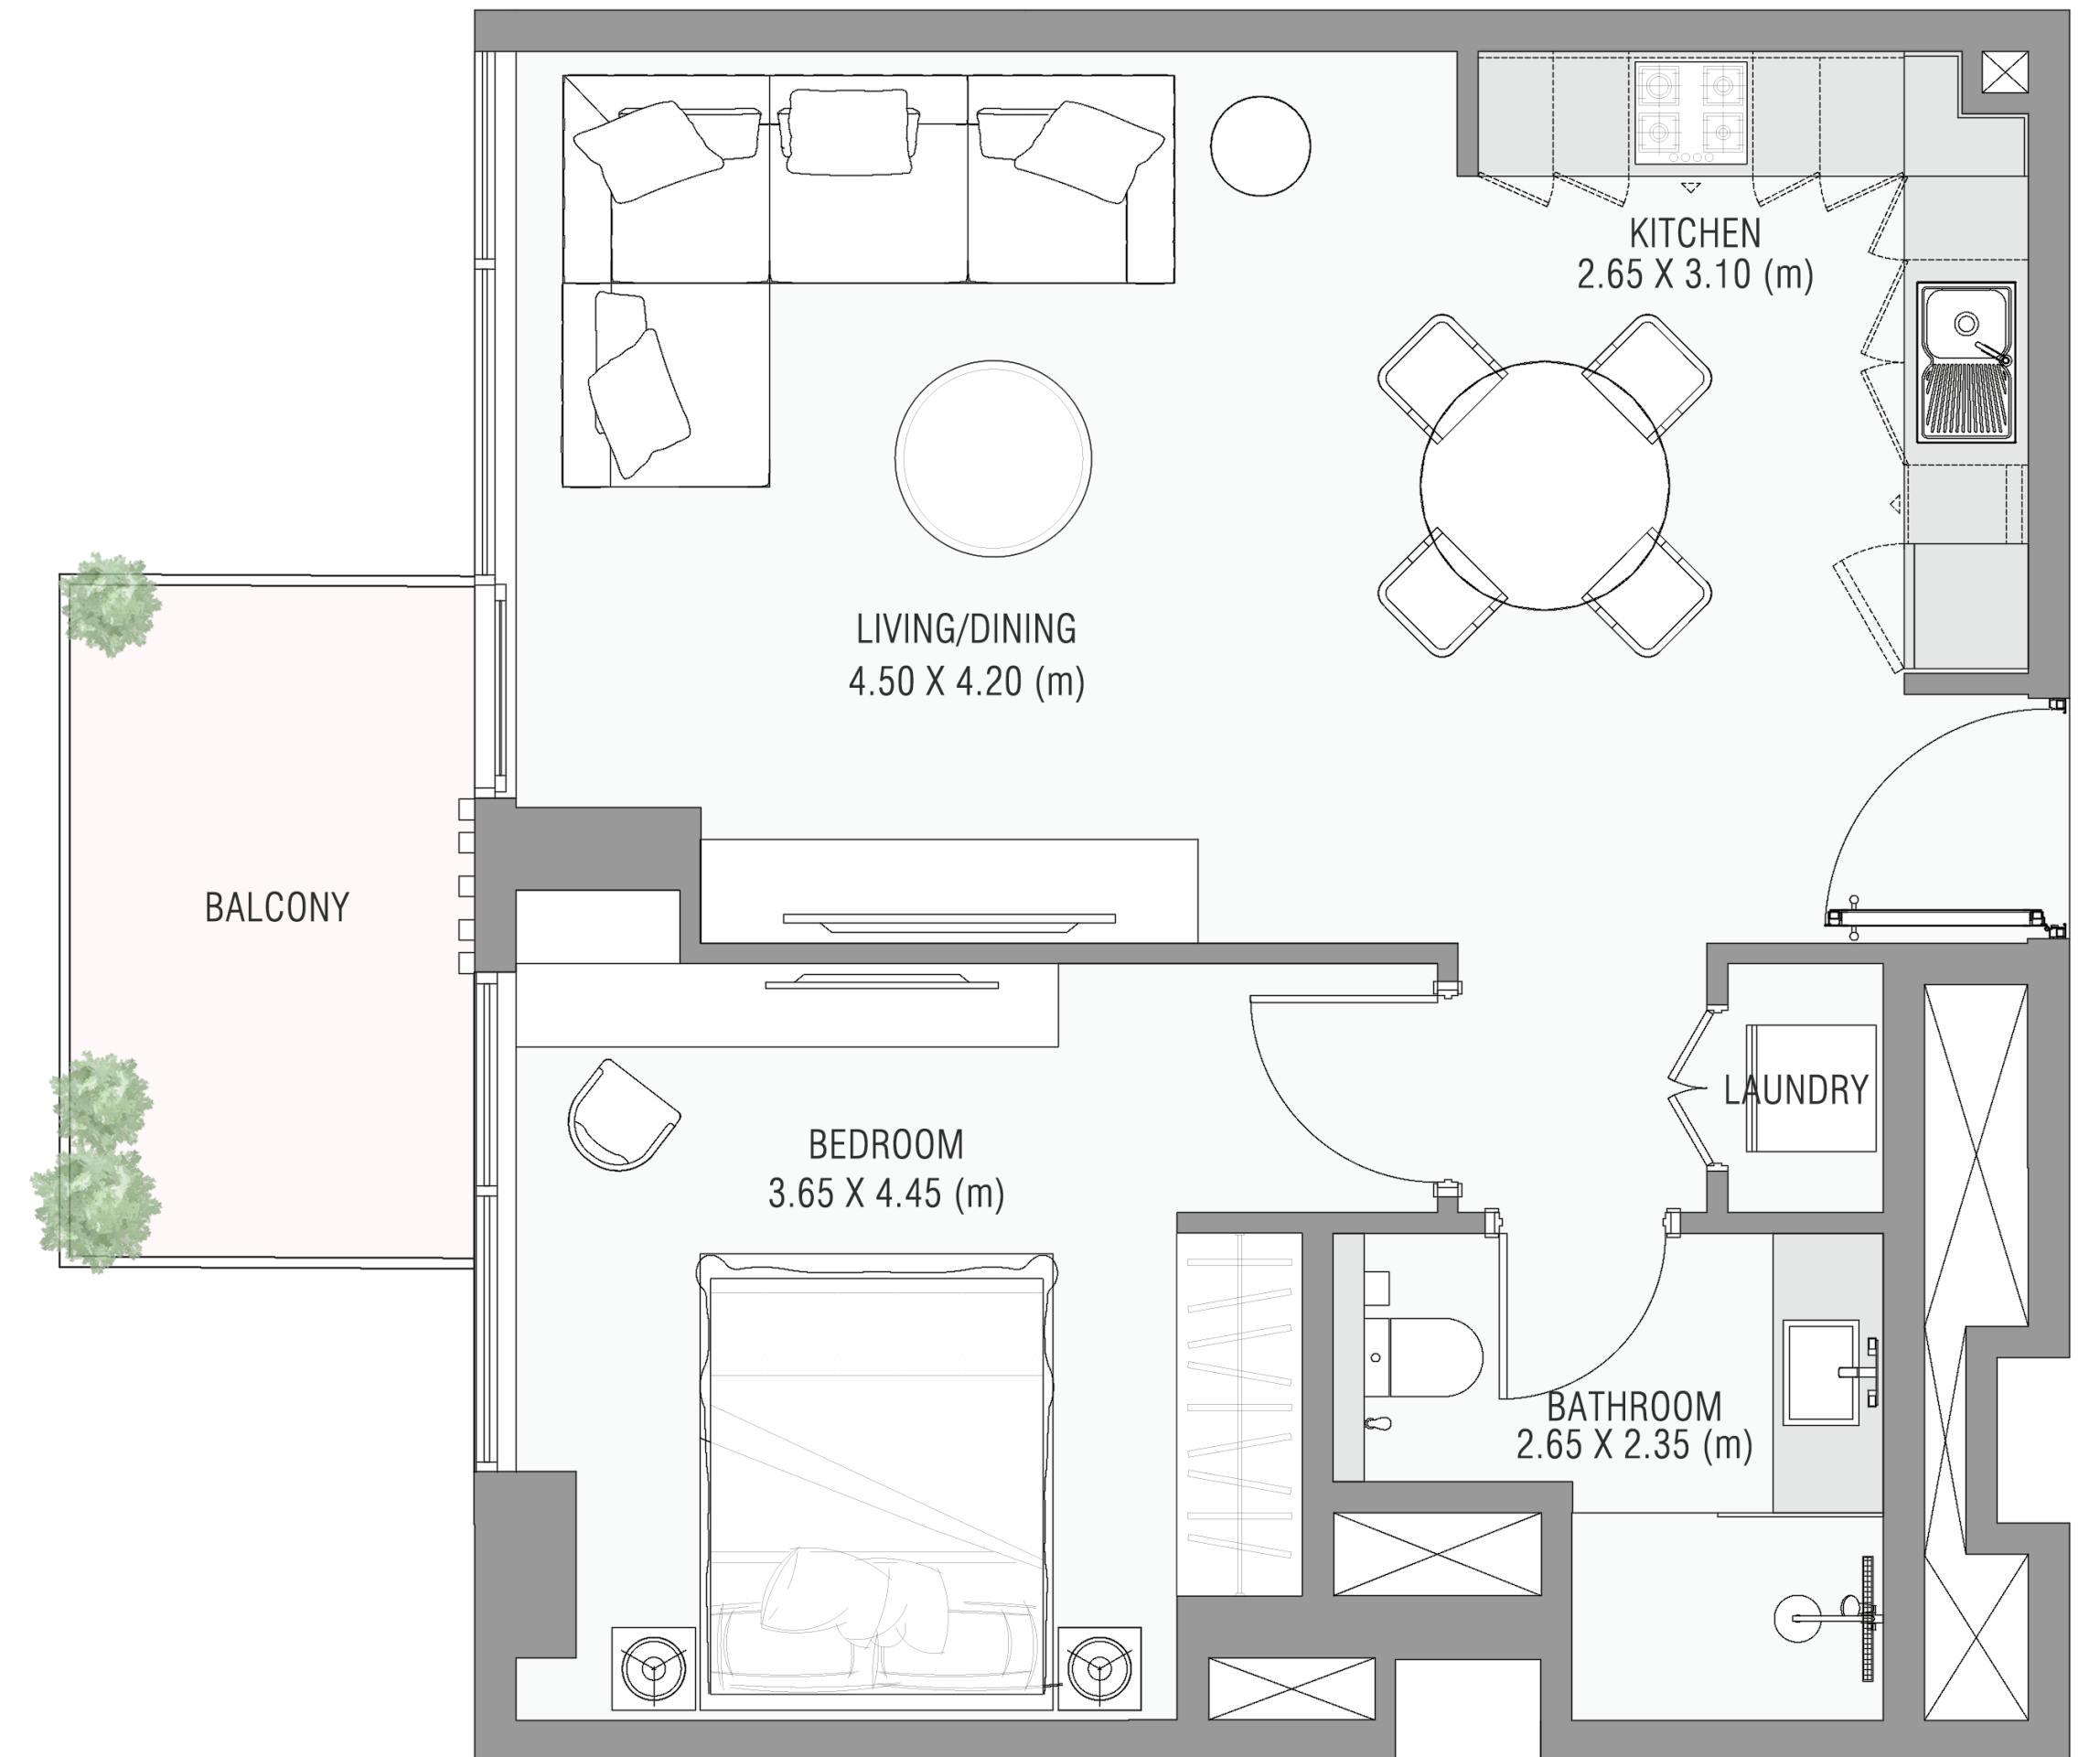 KITCHEN
2.65 X 3.10 (m)
LIVING/DINING
4.50 X 4.20 (m)
BALCONY
LAUNDRY
BEDROOM
3.65 X 4.45 (m)
BATHROOM
2.65 X 2.35 (m)